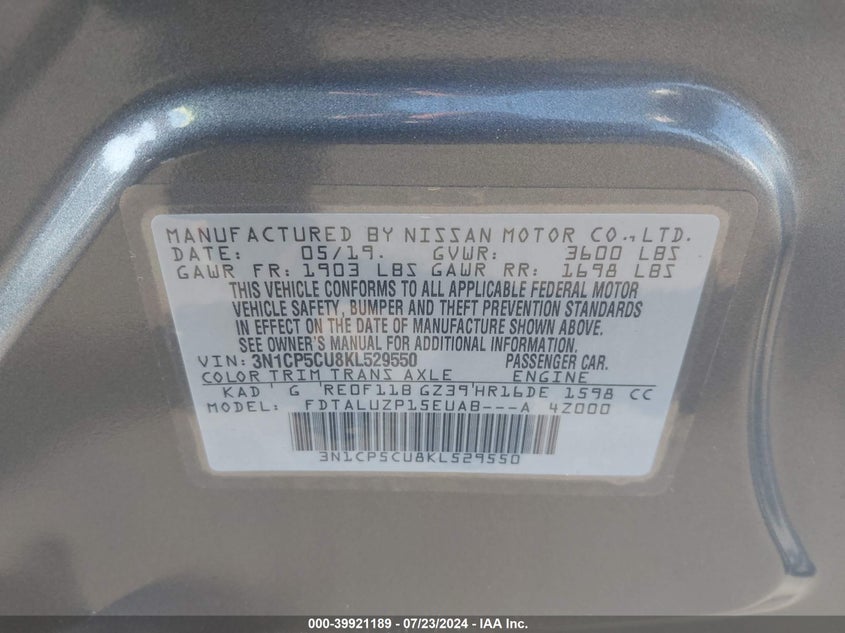 MANUFACTURED BY NISSAN MOTOR CO., LTD.
DATE: 05/19. GVWR: 3600 LBS
GAWR FR: 1903 LBS GAWR RR: 1698 LBS
THIS VEHICLE CONFORMS TO ALL APPLICABLE FEDERAL MOTOR
VEHICLE SAFETY, BUMPER AND THEFT PREVENTION STANDARDS
IN EFFECT ON THE DATE OF MANUFACTURE SHOWN ABOVE.
SEE OWNER'S MANUAL FOR ADDITIONAL INFORMATION.
VIN: 3N1CP5CU8KL529550 PASSENGER CAR.
COLOR TRIM TRANS AXLE ENGINE
KAD G RE0F11B GZ39 HR16DE 1598 CC
MODEL: FDTALUZP15EUAB---A 4Z000
3N1CP5CU8KL529550
000-39921189 - 07/23/2024 - IAA Inc.